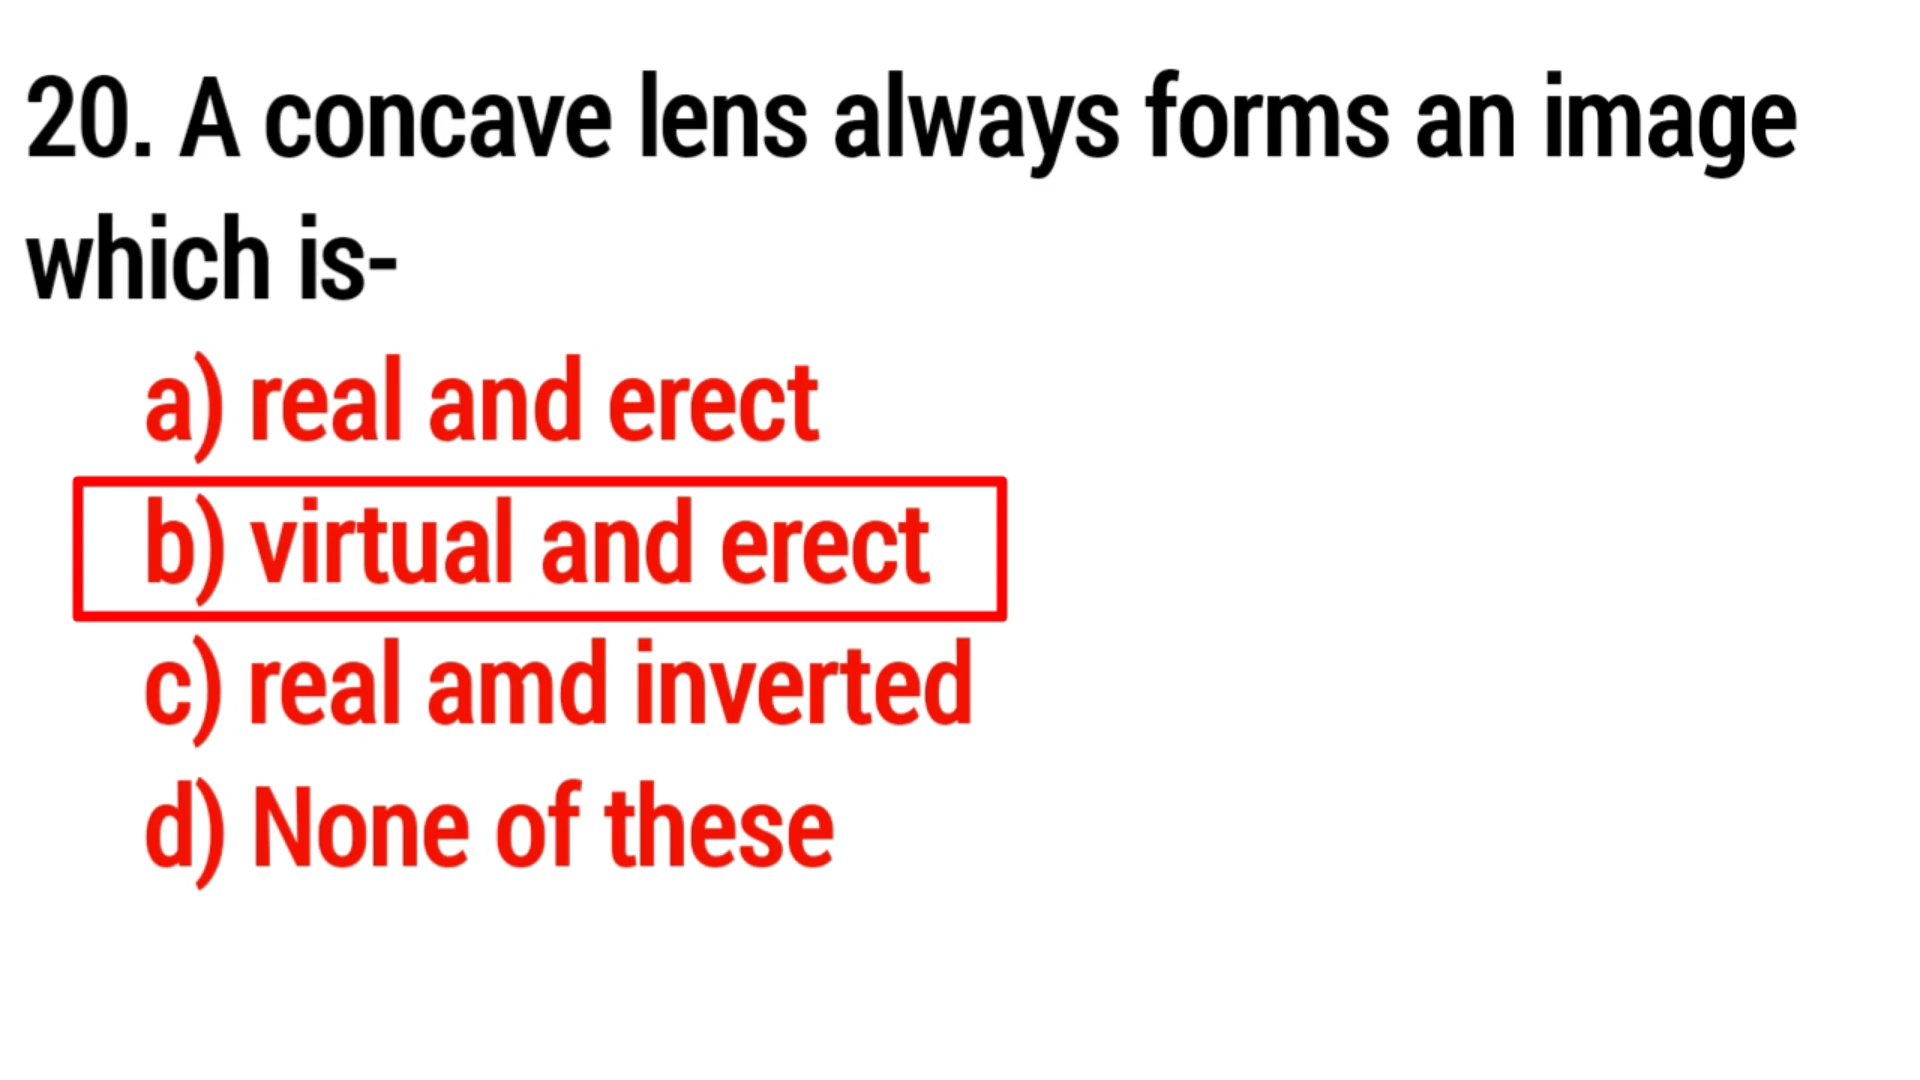 20. A concave lens always forms an image
which is-
a) real and erect
b) virtual and erect
c) real amd inverted
d) None of these